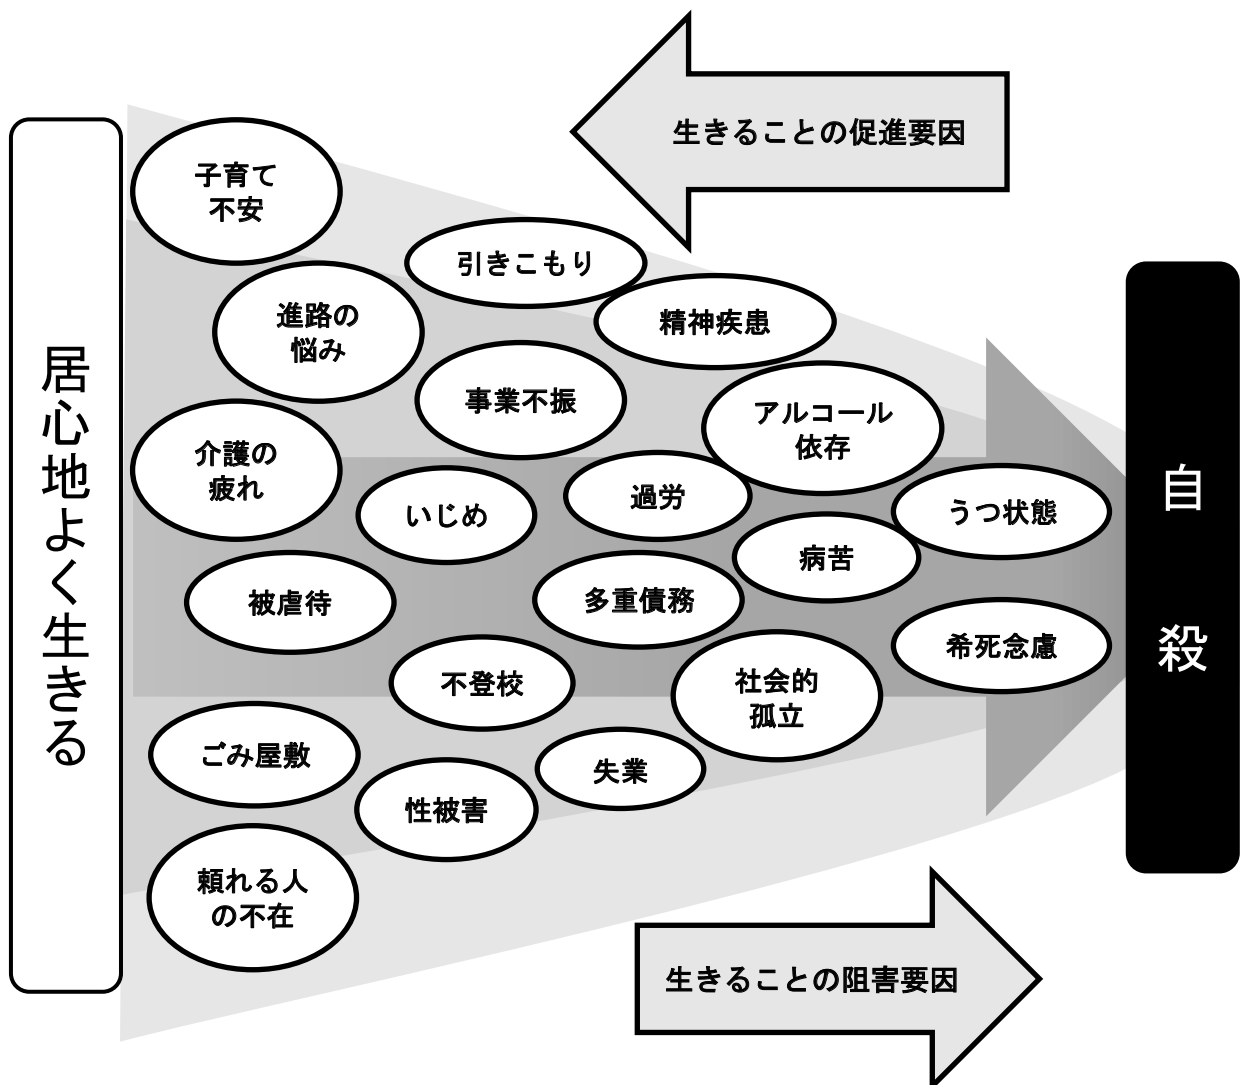 生きることの促進要因
居心地よく生きる
子育て
不安
引きこもり
進路の
悩み
精神疾患
事業不振
アルコール
依存
介護の
疲れ
いじめ
過労
うつ状態
病苦
被虐待
多重債務
希死念慮
不登校
社会的
孤立
ごみ屋敷
失業
性被害
頼れる人
の不在
自殺
生きることの阻害要因